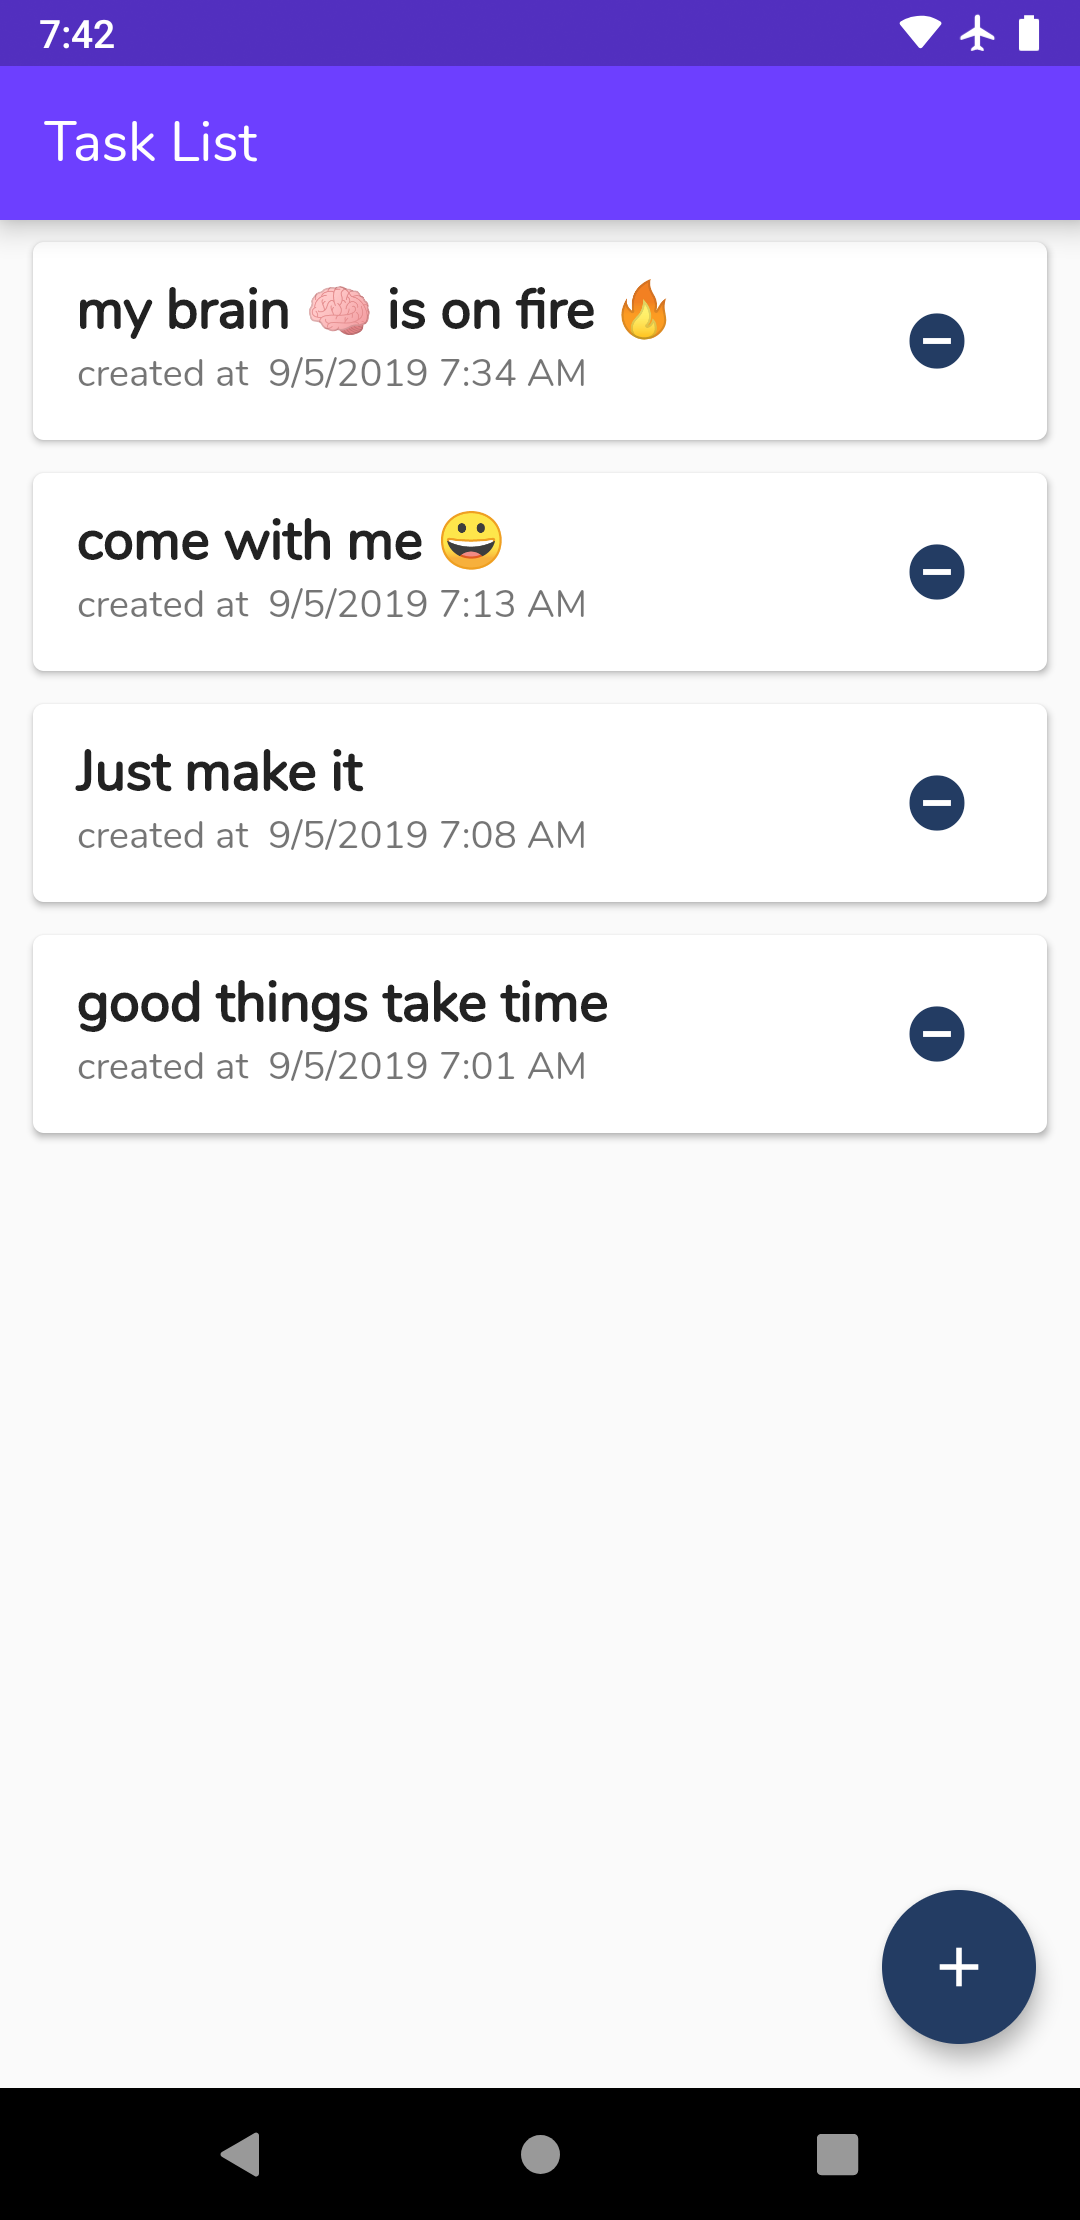 7:42
Task List
my brain 🧠 is on fire 🔥
created at  9/5/2019 7:34 AM
come with me 😀
created at  9/5/2019 7:13 AM
Just make it
created at  9/5/2019 7:08 AM
good things take time
created at  9/5/2019 7:01 AM